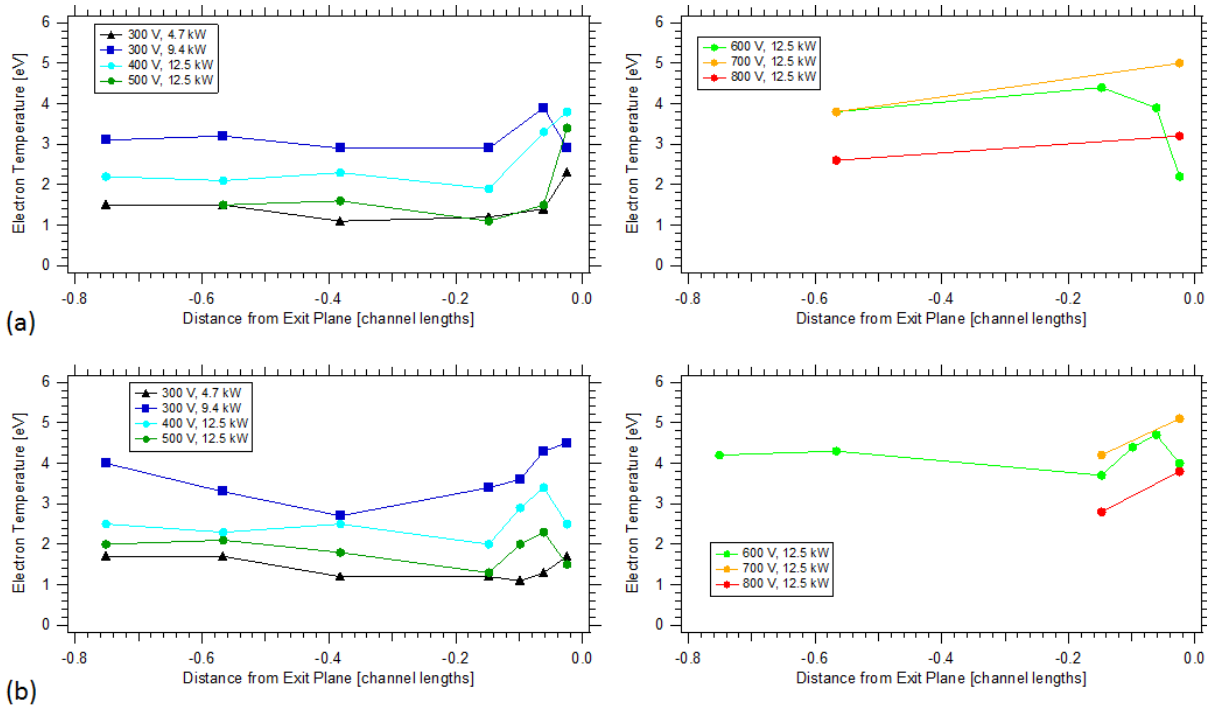 6
5
4
3
2
1
0
Electron Temperature [eV]
300 V, 4.7 kW
300 V, 9.4 kW
400 V, 12.5 kW
500 V, 12.5 kW
-0.8
-0.6
-0.4
-0.2
0.0
Distance from Exit Plane [channel lengths]
6
5
4
3
2
1
0
Electron Temperature [eV]
600 V, 12.5 kW
700 V, 12.5 kW
800 V, 12.5 kW
-0.8
-0.6
-0.4
-0.2
0.0
Distance from Exit Plane [channel lengths]
(a)
6
5
4
3
2
1
0
Electron Temperature [eV]
300 V, 4.7 kW
300 V, 9.4 kW
400 V, 12.5 kW
500 V, 12.5 kW
-0.8
-0.6
-0.4
-0.2
0.0
Distance from Exit Plane [channel lengths]
6
5
4
3
2
1
0
Electron Temperature [eV]
600 V, 12.5 kW
700 V, 12.5 kW
800 V, 12.5 kW
-0.8
-0.6
-0.4
-0.2
0.0
Distance from Exit Plane [channel lengths]
(b)